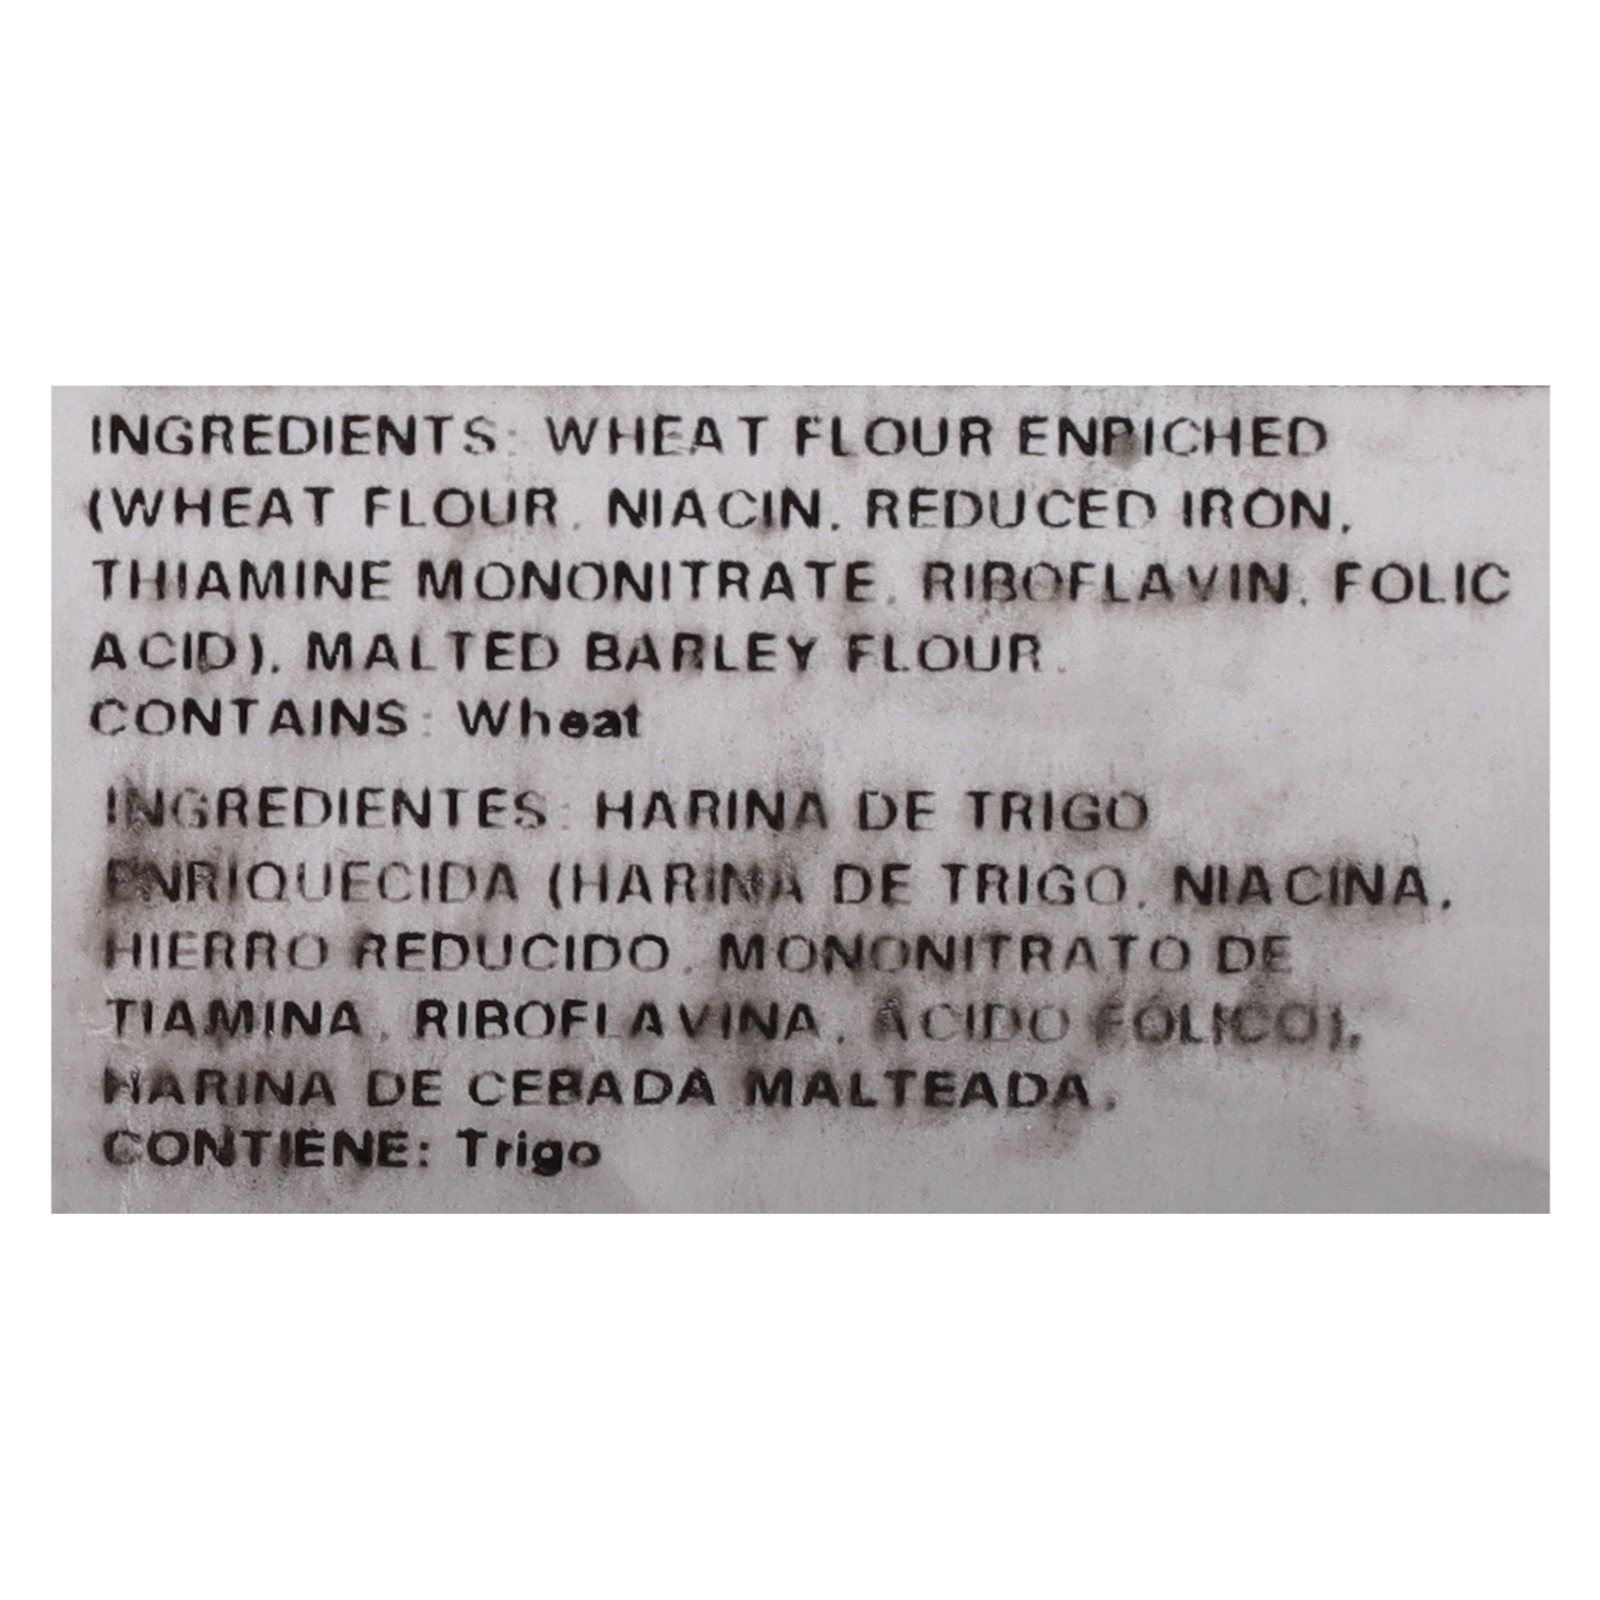 INGREDIENTS: WHEAT FLOUR ENRICHED
(WHEAT FLOUR, NIACIN, REDUCED IRON,
THIAMINE MONONITRATE, RIBOFLAVIN, FOLIC
ACID), MALTED BARLEY FLOUR.
CONTAINS: Wheat
INGREDIENTES: HARINA DE TRIGO
ENRIQUECIDA (HARINA DE TRIGO, NIACINA,
HIERRO REDUCIDO, MONONITRATO DE
TIAMINA, RIBOFLAVINA, ÁCIDO FÓLICO),
HARINA DE CEBADA MALTEADA.
CONTIENE: Trigo